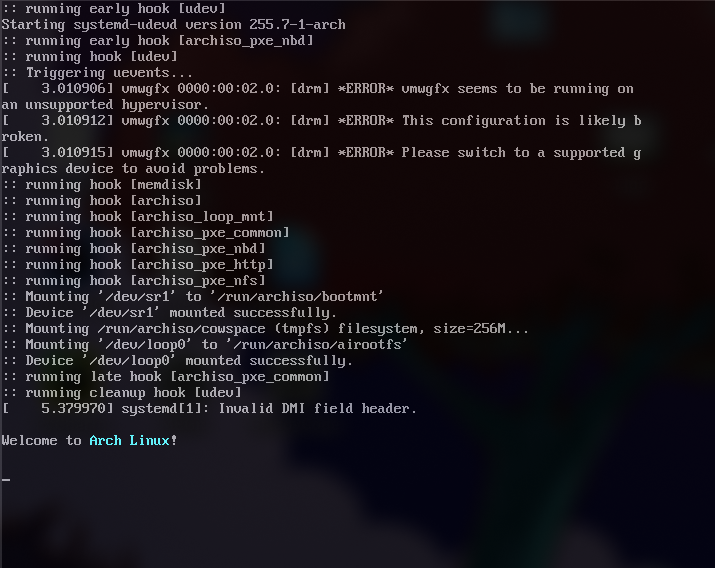 :: running early hook [udev]
Starting systemd-udevd version 255.7-1-arch
:: running early hook [archiso_pxe_nbd]
:: running hook [udev]
:: Triggering uevents...
[    3.010906] vmwgfx 0000:00:02.0: [drm] *ERROR* vmwgfx seems to be running on
an unsupported hypervisor.
[    3.010912] vmwgfx 0000:00:02.0: [drm] *ERROR* This configuration is likely b
roken.
[    3.010915] vmwgfx 0000:00:02.0: [drm] *ERROR* Please switch to a supported g
raphics device to avoid problems.
:: running hook [memdisk]
:: running hook [archiso]
:: running hook [archiso_loop_mnt]
:: running hook [archiso_pxe_common]
:: running hook [archiso_pxe_nbd]
:: running hook [archiso_pxe_http]
:: running hook [archiso_pxe_nfs]
:: Mounting '/dev/sr1' to '/run/archiso/bootmnt'
:: Device '/dev/sr1' mounted successfully.
:: Mounting /run/archiso/cowspace (tmpfs) filesystem, size=256M...
:: Mounting '/dev/loop0' to '/run/archiso/airootfs'
:: Device '/dev/loop0' mounted successfully.
:: running late hook [archiso_pxe_common]
:: running cleanup hook [udev]
[    5.379970] systemd[1]: Invalid DMI field header.
Welcome to Arch Linux!